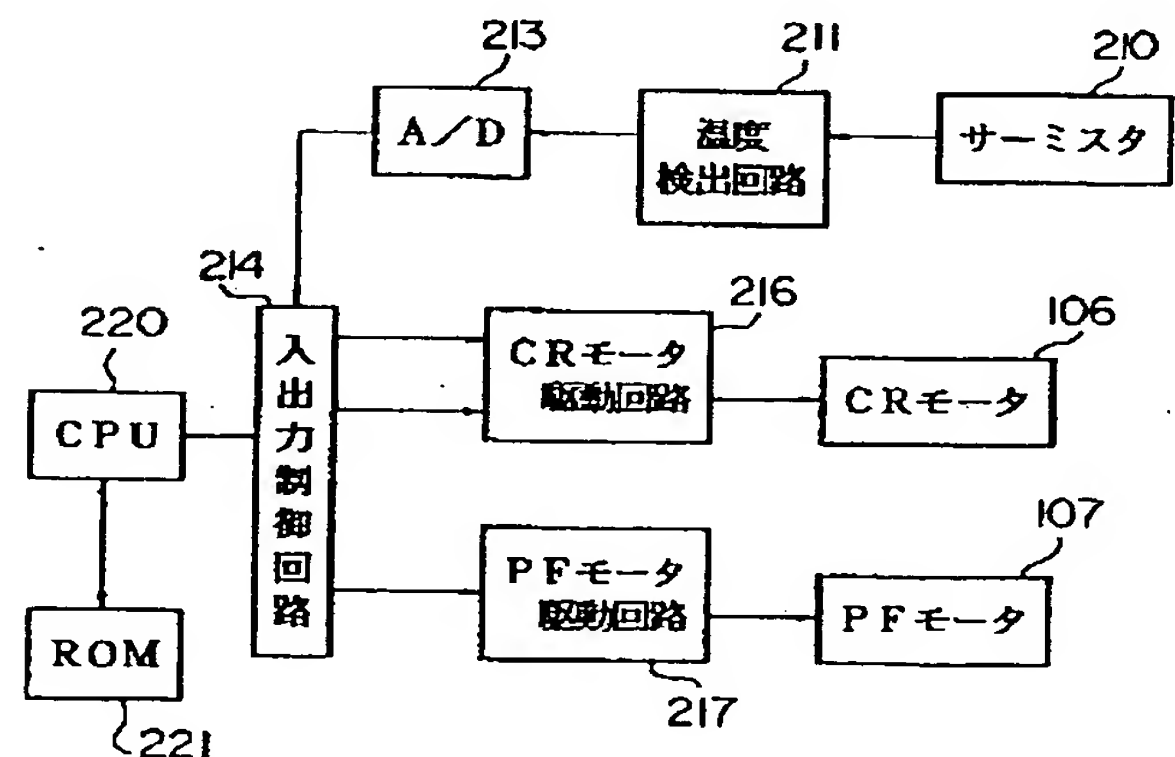 213
211
210
A/D
温度
検出回路
サーミスタ
214
216
106
220
入出力制御回路
CRモータ
駆動回路
CRモータ
CPU
107
PFモータ
駆動回路
PFモータ
ROM
217
221